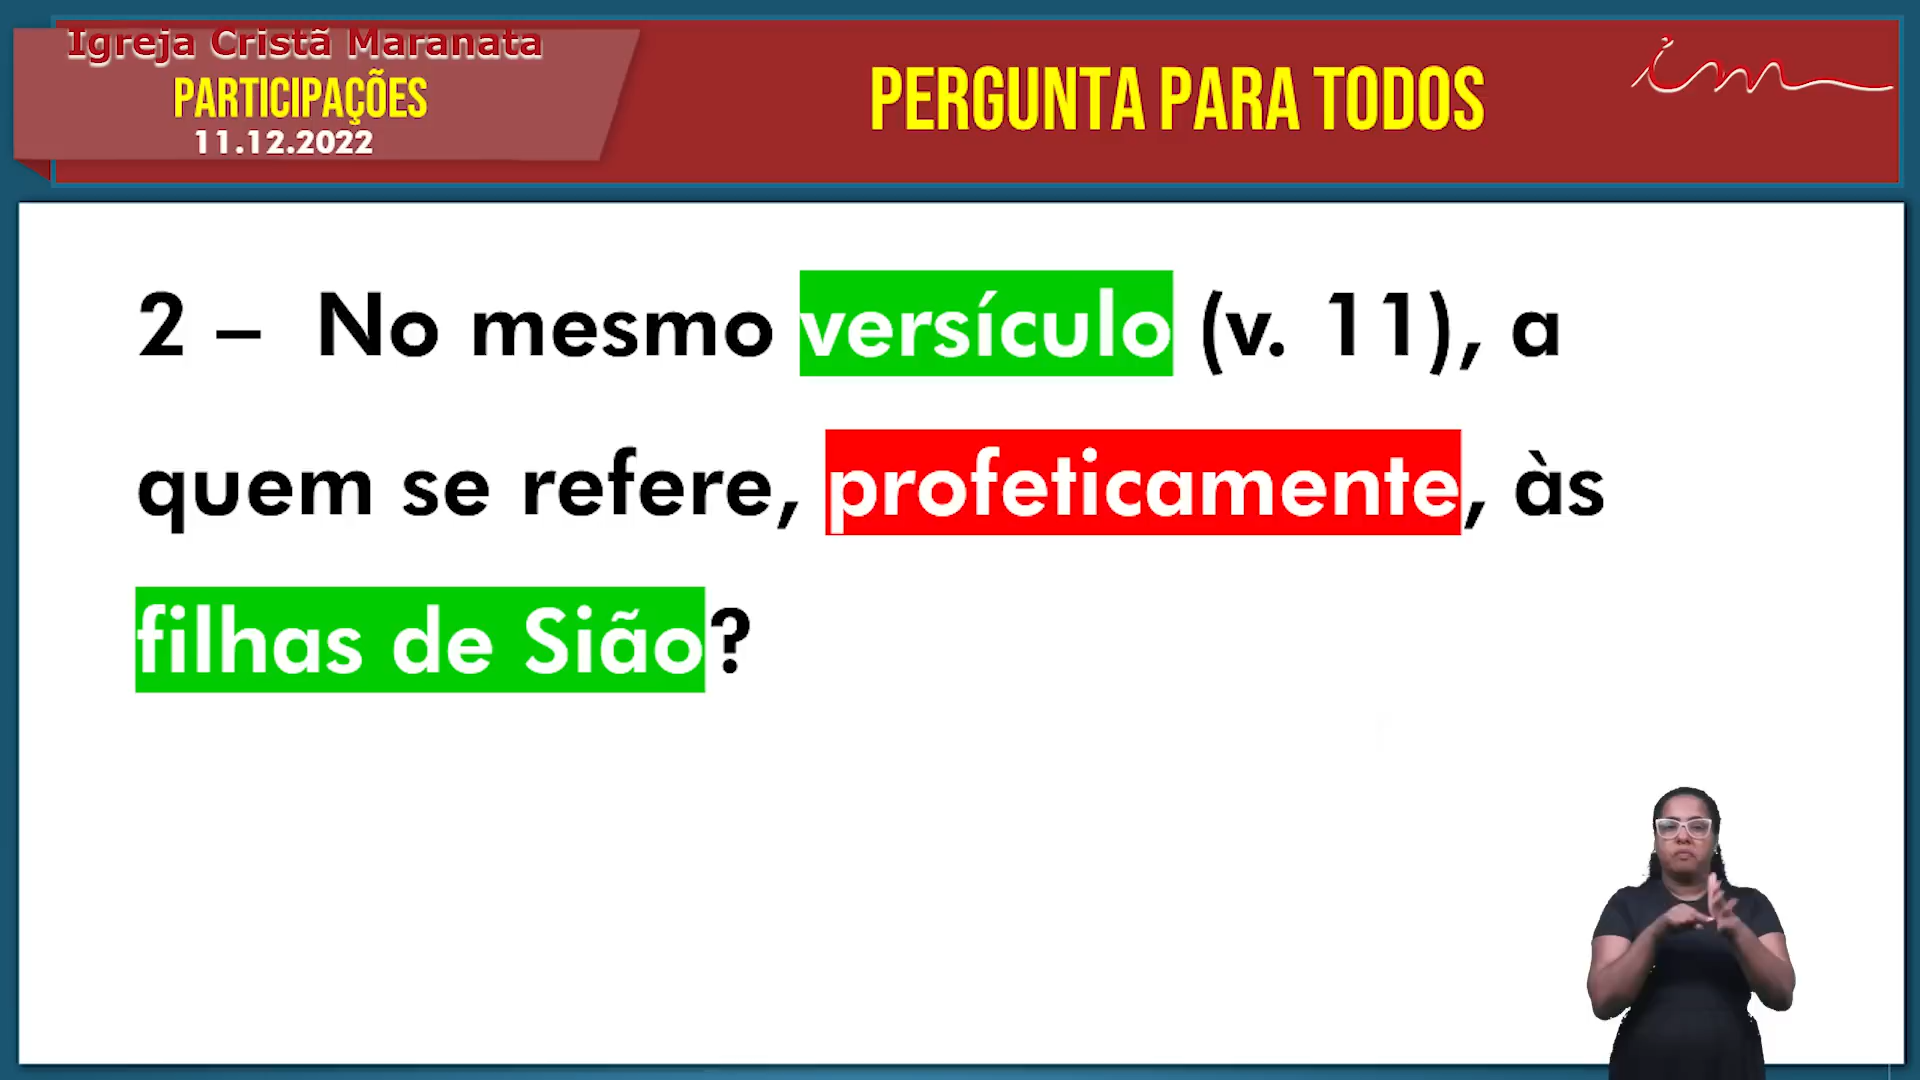 Igreja Cristã Maranata
PARTICIPAÇÕES
11.12.2022
PERGUNTA PARA TODOS
im
2 – No mesmo versículo (v. 11), a
quem se refere, profeticamente, às
filhas de Sião?